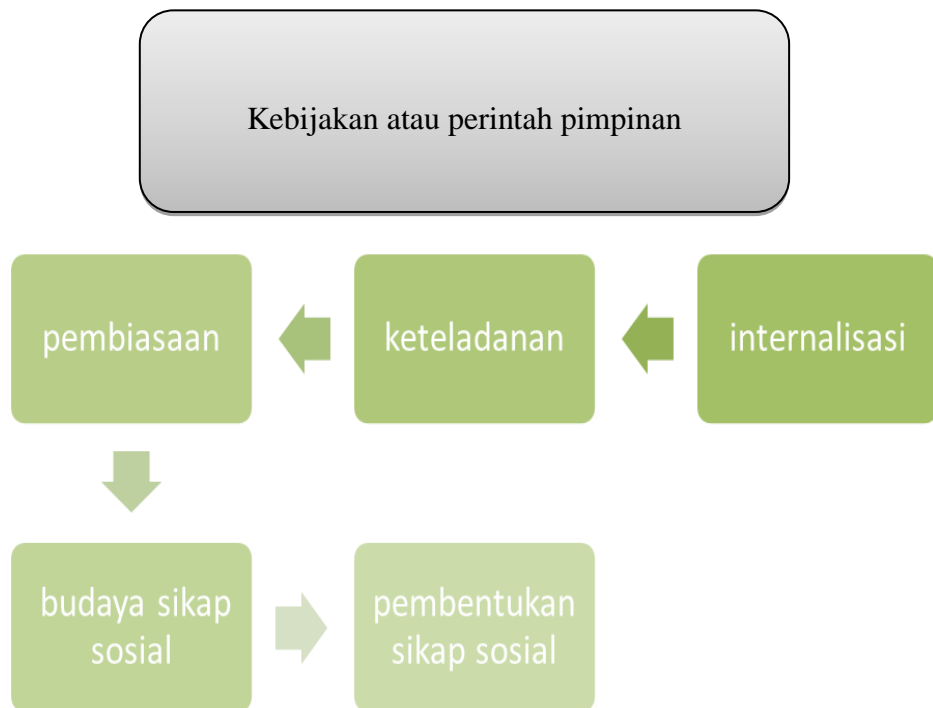 Kebijakan atau perintah pimpinan
pembiasaan
keteladanan
internalisasi
budaya sikap
sosial
pembentukan
sikap sosial